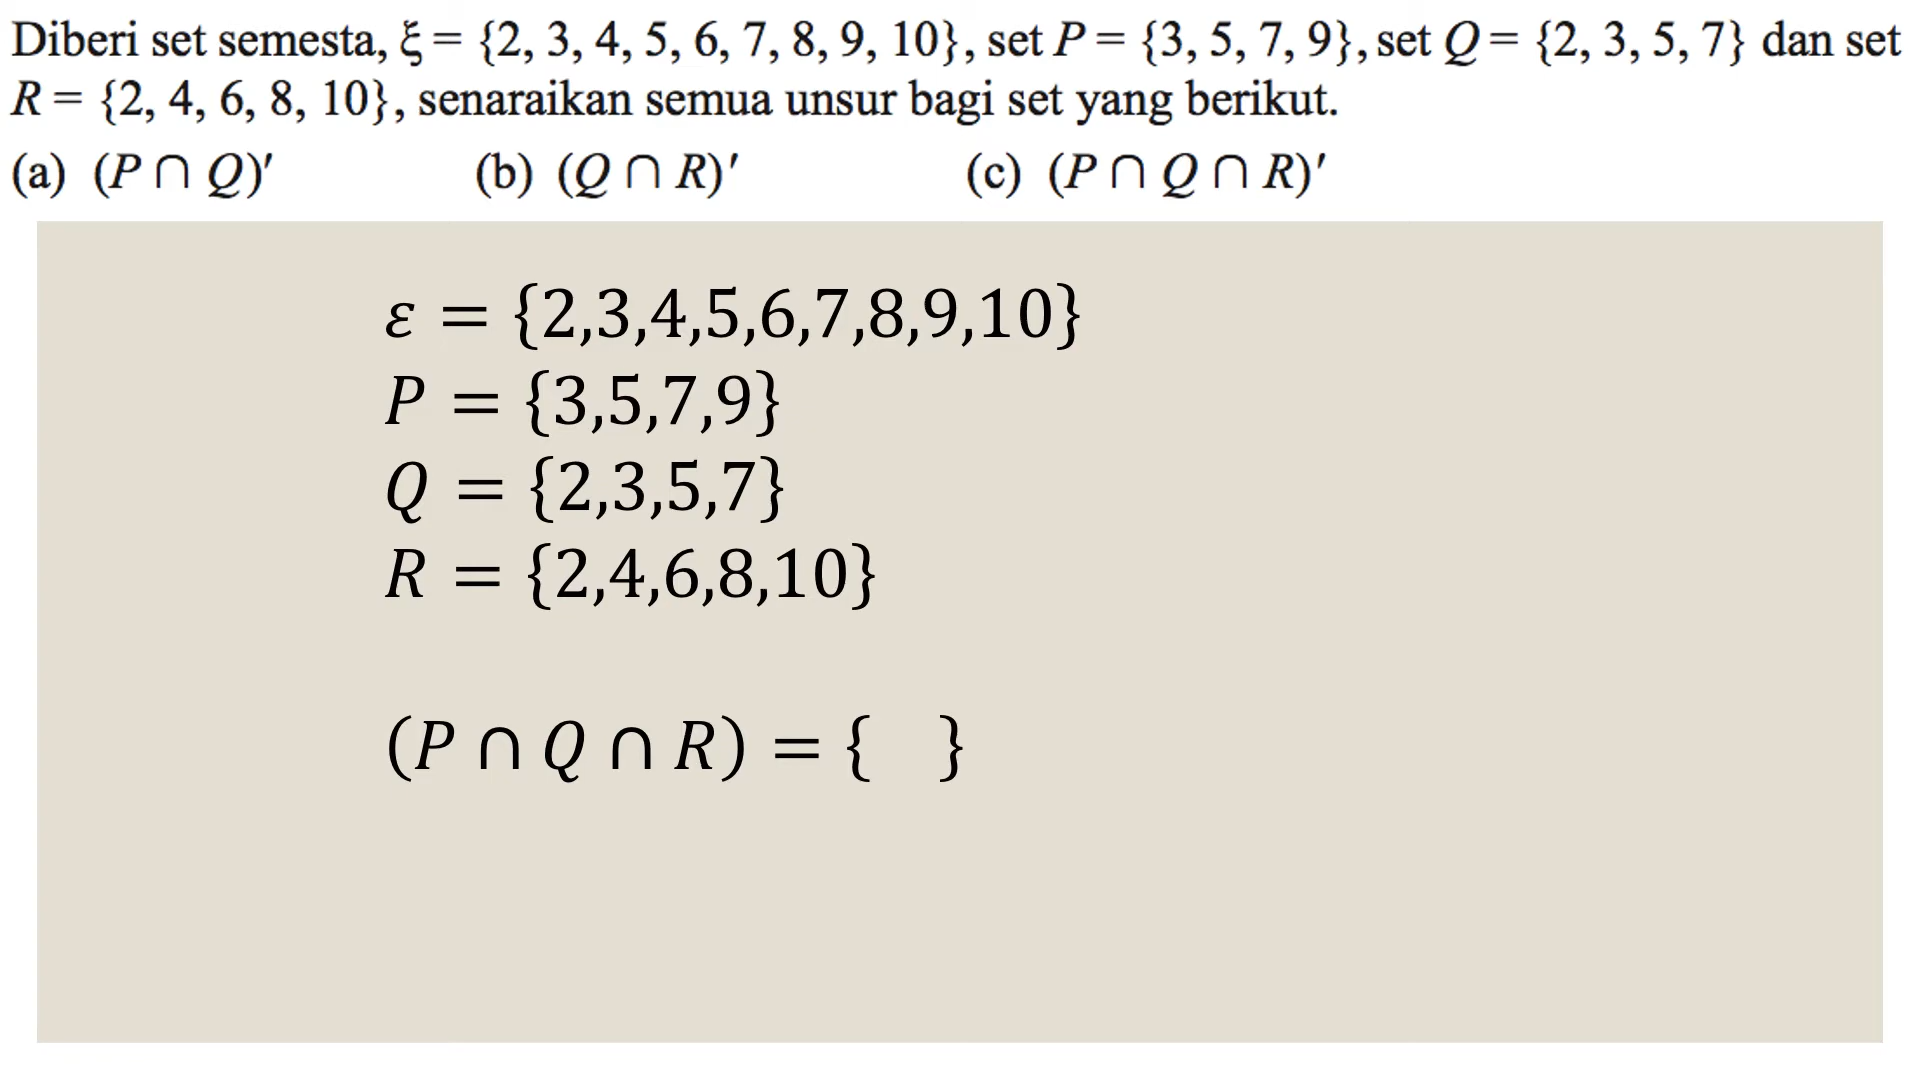 Diberi set semesta, ξ = {2, 3, 4, 5, 6, 7, 8, 9, 10}, set P = {3, 5, 7, 9}, set Q = {2, 3, 5, 7} dan set
R = {2, 4, 6, 8, 10}, senaraikan semua unsur bagi set yang berikut.
(a) (P ∩ Q)′ (b) (Q ∩ R)′ (c) (P ∩ Q ∩ R)′
ε = {2,3,4,5,6,7,8,9,10}
P = {3,5,7,9}
Q = {2,3,5,7}
R = {2,4,6,8,10}
(P ∩ Q ∩ R) = { }